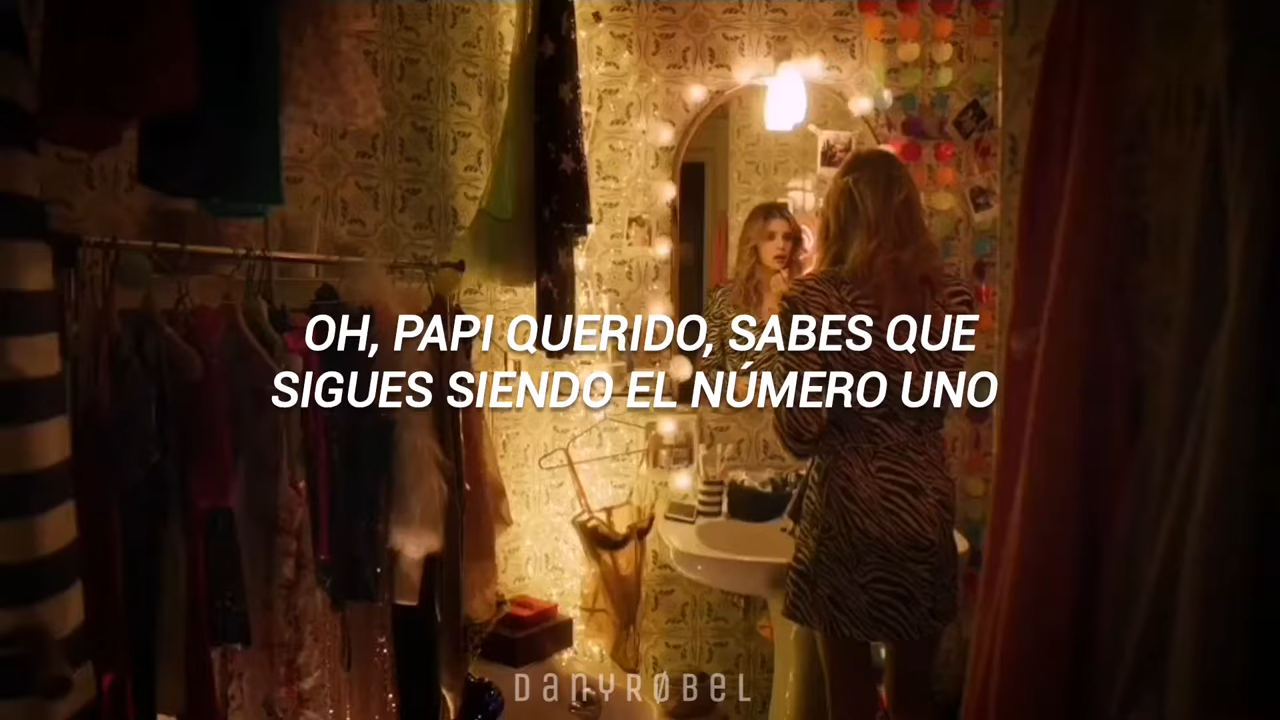 OH, PAPI QUERIDO, SABES QUE
SIGUES SIENDO EL NÚMERO UNO
DANYRØBEL